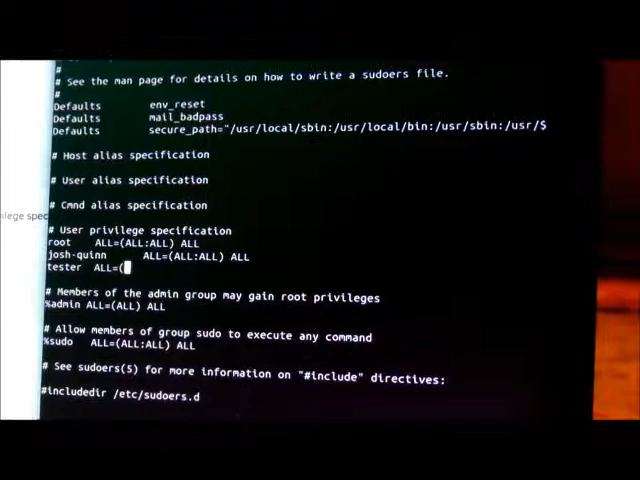 #
# See the man page for details on how to write a sudoers file.
#
Defaults env_reset
Defaults mail_badpass
Defaults secure_path="/usr/local/sbin:/usr/local/bin:/usr/sbin:/usr/$
# Host alias specification
# User alias specification
# Cmnd alias specification
ilege spec
# User privilege specification
root ALL=(ALL:ALL) ALL
josh-quinn ALL=(ALL:ALL) ALL
tester ALL=(
# Members of the admin group may gain root privileges
%admin ALL=(ALL) ALL
# Allow members of group sudo to execute any command
%sudo ALL=(ALL:ALL) ALL
# See sudoers(5) for more information on "#include" directives:
#includedir /etc/sudoers.d